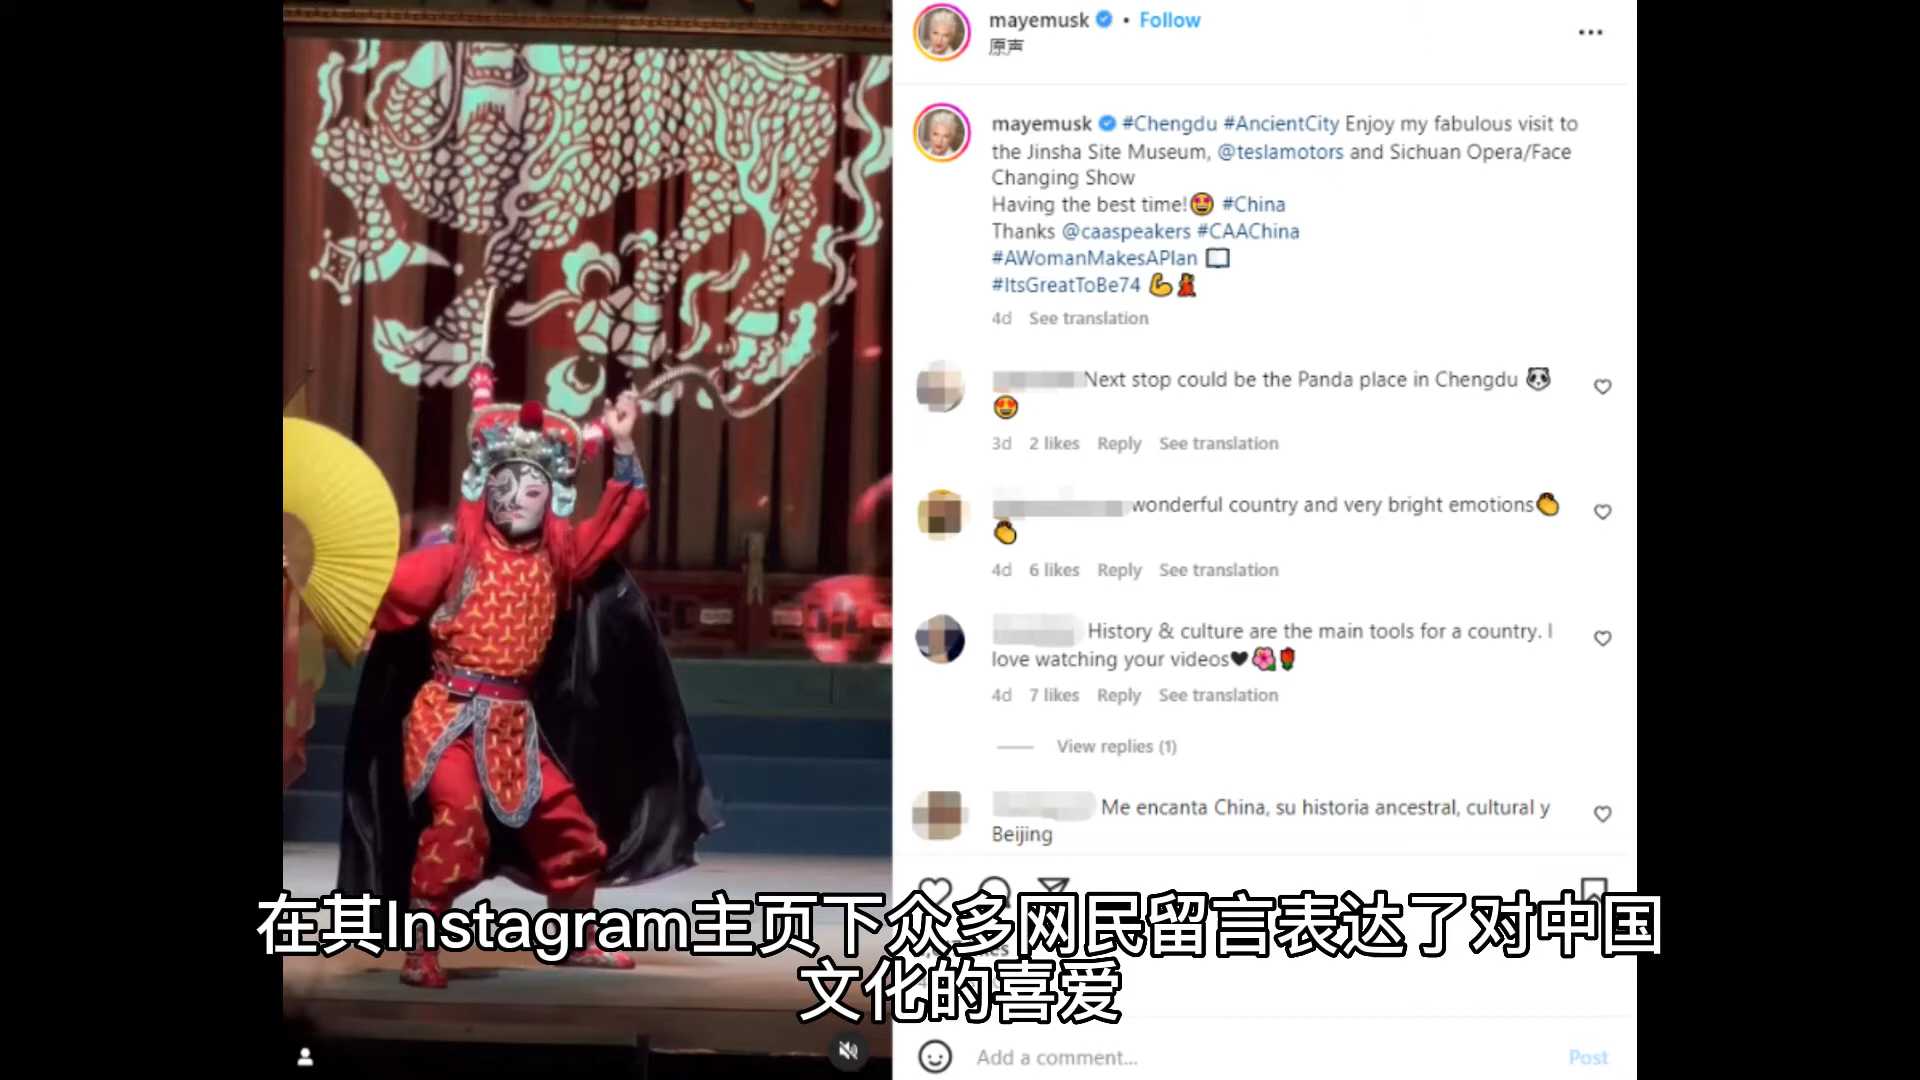 mayemusk • Follow
原声
mayemusk #Chengdu #AncientCity Enjoy my fabulous visit to
the Jinsha Site Museum, @teslamotors and Sichuan Opera/Face
Changing Show
Having the best time!😍 #China
Thanks @caaspeakers #CAAChina
#AWomanMakesAPlan 📖
#ItsGreatToBe74 💪💃
4d See translation
Next stop could be the Panda place in Chengdu 🐼
😍
3d 2 likes Reply See translation
wonderful country and very bright emotions👏
👏
4d 6 likes Reply See translation
History & culture are the main tools for a country. I
love watching your videos🖤🌺🌹
4d 7 likes Reply See translation
View replies (1)
Me encanta China, su historia ancestral, cultural y
Beijing
在其Instagram主页下众多网民留言表达了对中国
文化的喜爱
Add a comment... Post